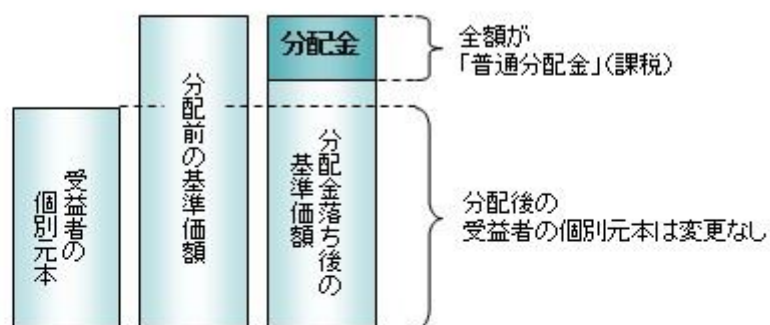 受益者の
個別元本
分配前の基準価額
分配金
分配金落ち後の
基準価額
全額が
「普通分配金」(課税)
分配後の
受益者の個別元本は変更なし